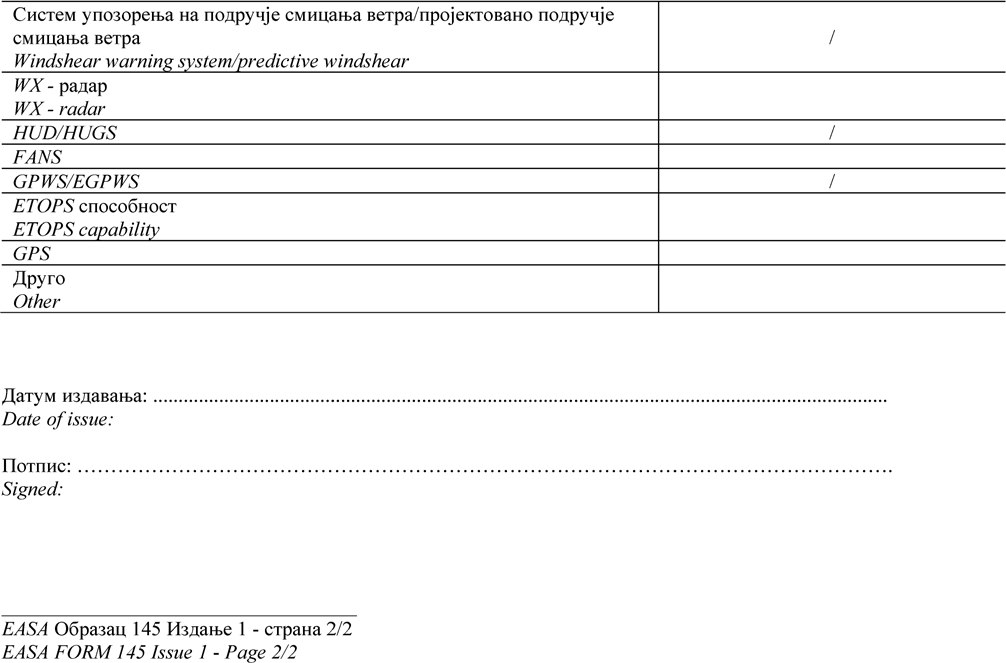 Систем упозорења на подручје смицања ветра/пројектовано подручје
смицања ветра
/
Windshear warning system/predictive windshear
WX - радар
WX - radar
HUD/HUGS /
FANS
GPWS/EGPWS /
ETOPS способност
ETOPS capability
GPS
Друго
Other
Датум издавања: ............................................................................................................................................................
Date of issue:
Потпис: …………………………………………………………………………………………………………….
Signed:
EASA Образац 145 Издање 1 - страна 2/2
EASA FORM 145 Issue 1 - Page 2/2